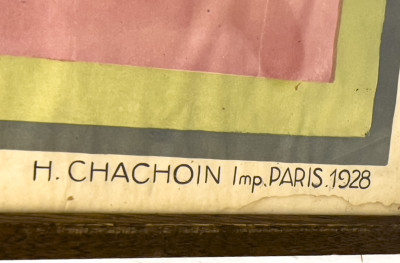 H. CHACHOIN Imp. PARIS. 1928